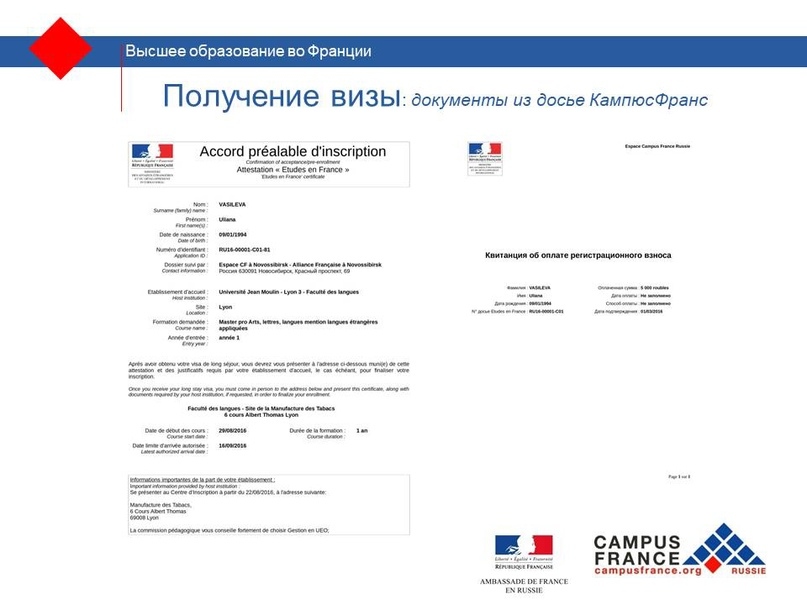 Высшее образование во Франции
Получение визы: документы из досье КампюсФранс
Liberté • Égalité • Fraternité
RÉPUBLIQUE FRANÇAISE
Accord préalable d'inscription
Confirmation of acceptance/pre-enrollment
Attestation « Etudes en France »
'Etudes en France' certificate
Nom : VASILEVA
Surname (family) name :
Prénom : Uliana
First name(s) :
Date de naissance : 09/01/1994
Date of birth :
Numéro d'identifiant : RU16-00001-C01-81
Application ID :
Dossier suivi par : Espace CF à Novossibirsk - Alliance Française à Novossibirsk
Contact information : Россия 630091 Новосибирск, Красный проспект, 69
Etablissement d'accueil : Université Jean Moulin - Lyon 3 - Faculté des langues
Host institution :
Site : Lyon
Location :
Formation demandée : Master pro Arts, lettres, langues mention langues étrangères
Course name : appliquées
Année d'entrée : année 1
Entry year :
Après avoir obtenu votre visa de long séjour, vous devrez vous présenter à l'adresse ci-dessous muni(e) de cette
attestation et des justificatifs requis par votre établissement d'accueil, le cas échéant, pour finaliser votre
inscription.
Once you receive your long stay visa, you must come in person to the address below and present this certificate, along with
documents required by your host institution, if requested, in order to finalize your enrollment.
Faculté des langues - Site de la Manufacture des Tabacs
6 cours Albert Thomas Lyon
Date de début des cours : 29/08/2016 Durée de la formation : 1 an
Course start date : Course duration :
Date limite d'arrivée autorisée : 16/09/2016
Latest authorized arrival date :
Informations importantes de la part de votre établissement :
Important information provided by host institution :
Se présenter au Centre d'Inscription à partir du 22/08/2016, à l'adresse suivante:
Manufacture des Tabacs,
6 Cours Albert Thomas
69008 Lyon
La commission pédagogique vous conseille fortement de choisir Gestion en UEO;
Espace Campus France Russie
Квитанция об оплате регистрационного взноса
Фамилия : VASILEVA Оплаченная сумма : 5 000 roubles
Имя : Uliana Дата оплаты : Не заполнено
Дата рождения : 09/01/1994 Способ оплаты : Не заполнено
N° досье Etudes en France : RU16-00001-C01 Дата подтверждения : 01/03/2016
Page 1 sur 1
Liberté • Égalité • Fraternité
RÉPUBLIQUE FRANÇAISE
AMBASSADE DE FRANCE
EN RUSSIE
CAMPUS
FRANCE
campusfrance.org
RUSSIE